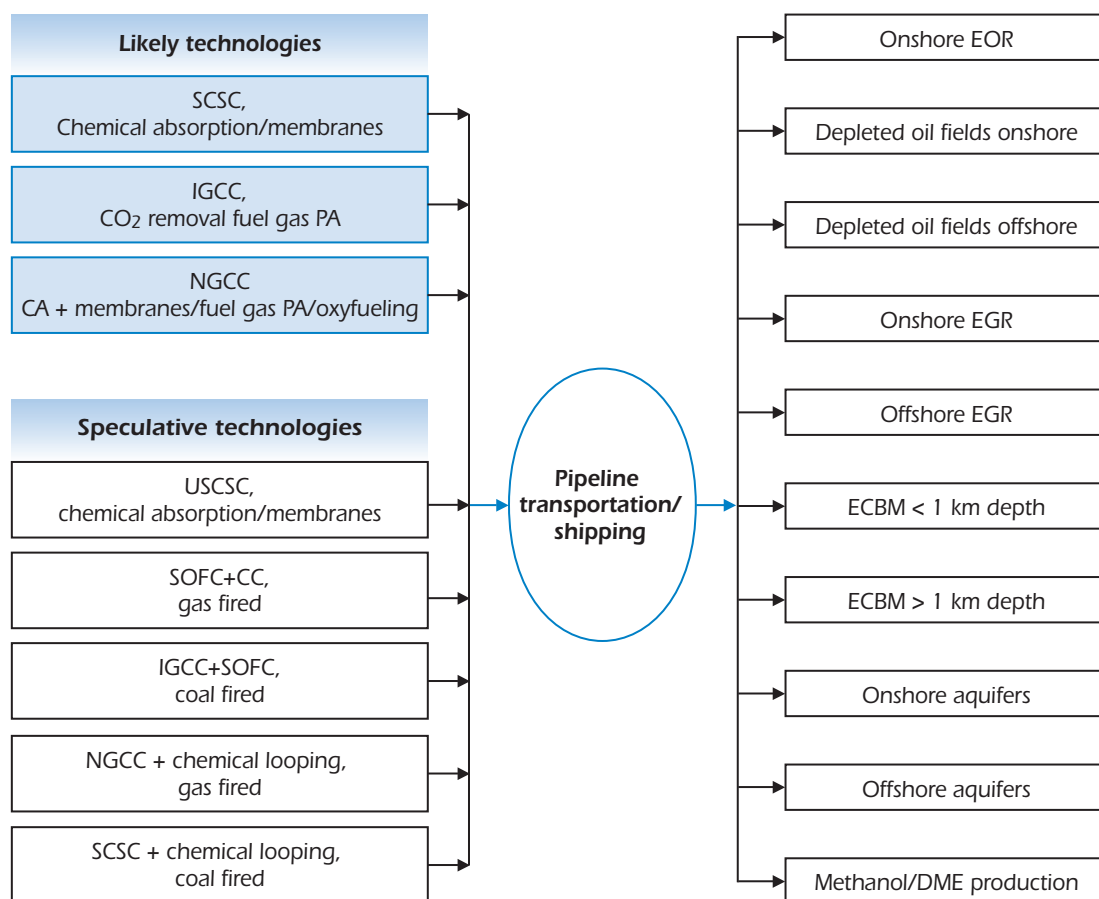 Likely technologies
SCSC,
Chemical absorption/membranes
IGCC,
CO2 removal fuel gas PA
NGCC
CA + membranes/fuel gas PA/oxyfueling
Speculative technologies
USCSC,
chemical absorption/membranes
SOFC+CC,
gas fired
IGCC+SOFC,
coal fired
NGCC + chemical looping,
gas fired
SCSC + chemical looping,
coal fired
Pipeline
transportation/
shipping
Onshore EOR
Depleted oil fields onshore
Depleted oil fields offshore
Onshore EGR
Offshore EGR
ECBM < 1 km depth
ECBM > 1 km depth
Onshore aquifers
Offshore aquifers
Methanol/DME production